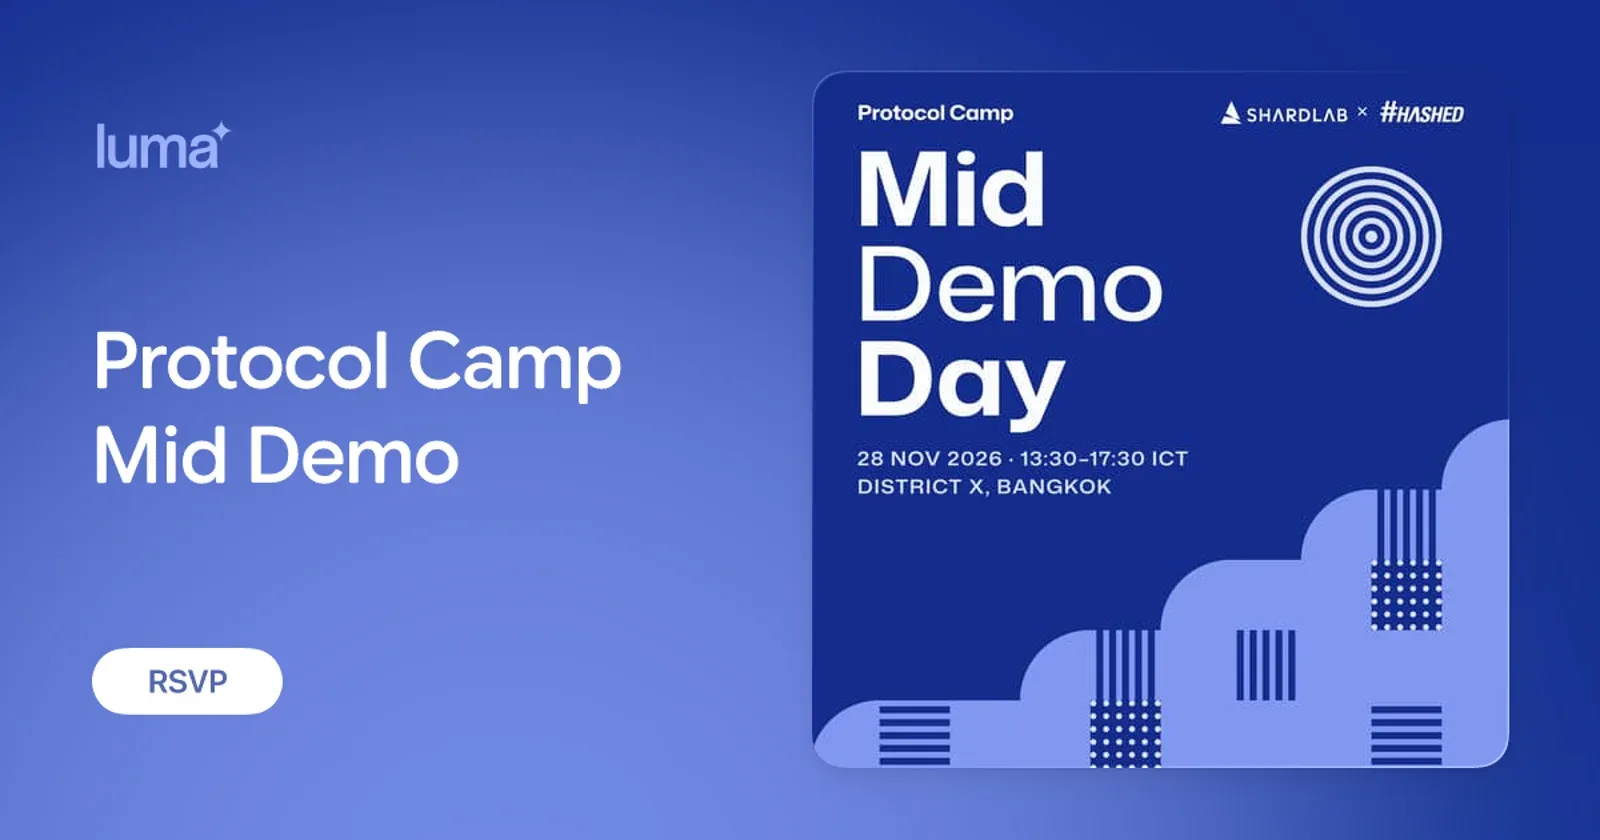 luma
Protocol Camp
Mid Demo
RSVP
Protocol Camp
SHARDLAB × #HASHED
Mid
Demo
Day
28 NOV 2026 · 13:30–17:30 ICT
DISTRICT X, BANGKOK